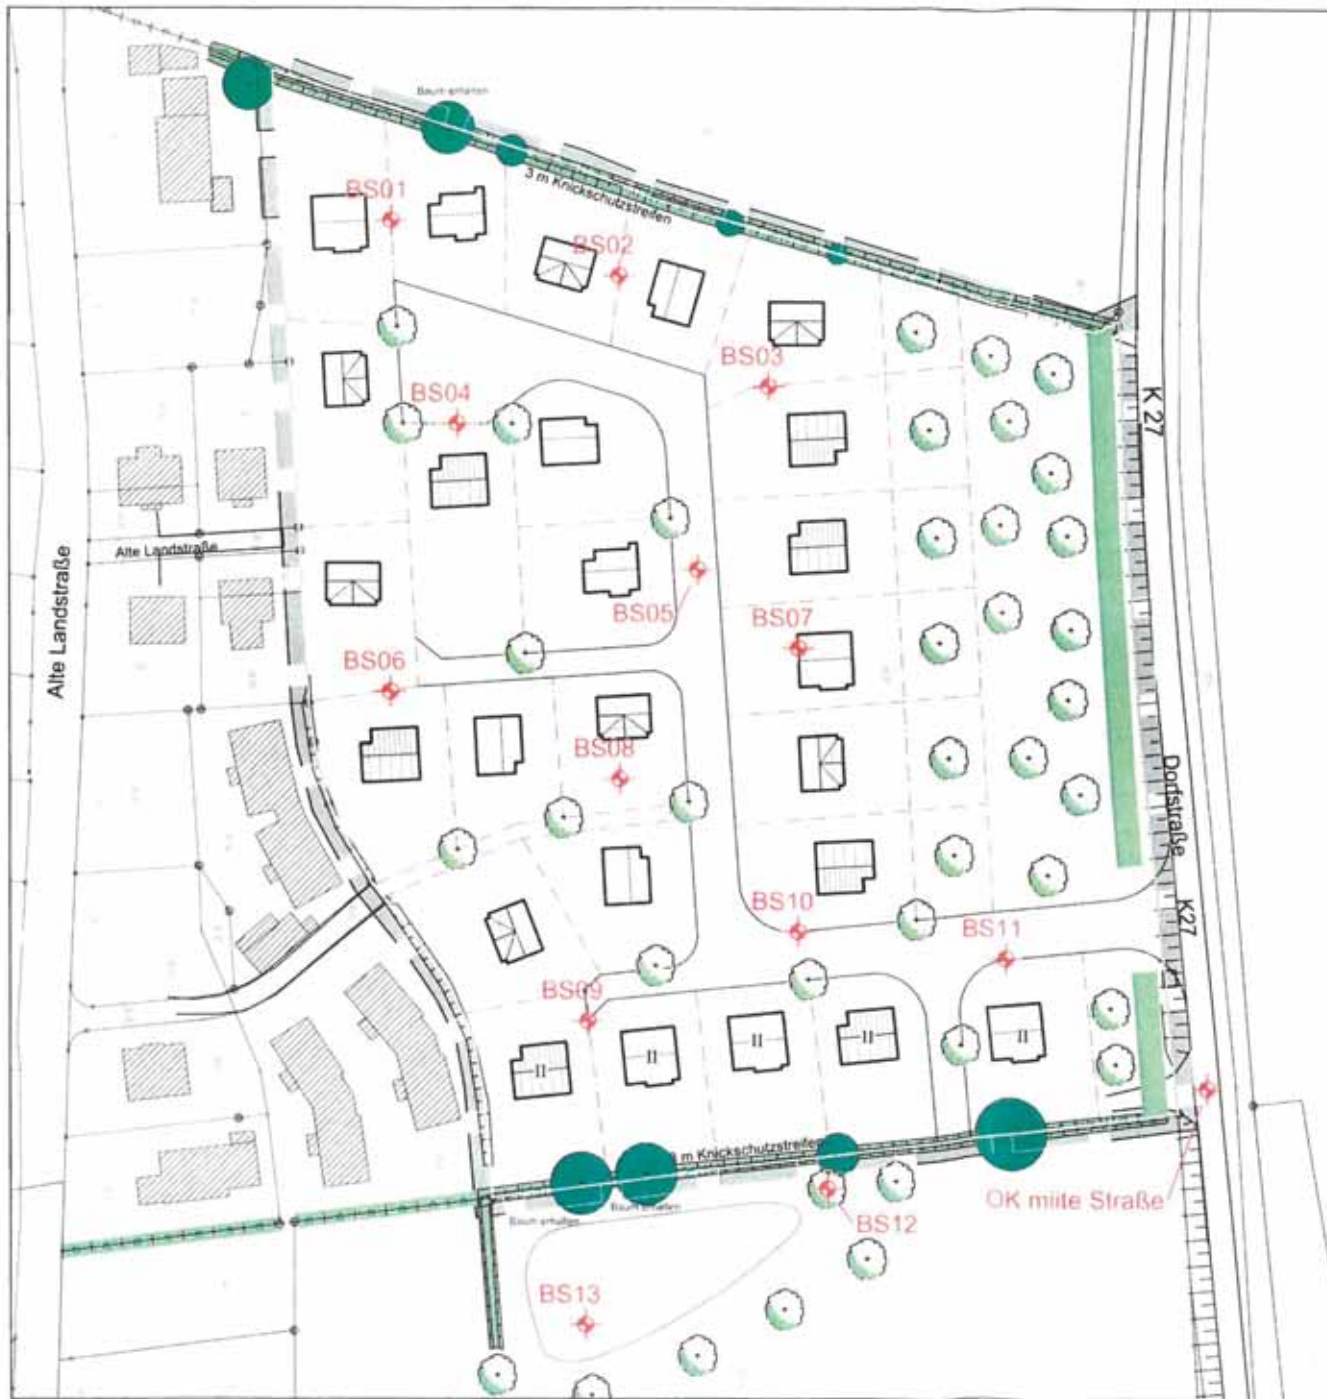 Baum erhalten
3 m Knickschutzstreifen
BS01
BS02
BS03
BS04
K 27
Alte Landstraße
Alte Landstraße
BS05
BS07
BS06
BS08
Dorfstraße
BS10
K27
BS11
BS09
II
II
II
II
II
m Knickschutzstreifen
OK miite Straße
Baum erhalten
Baum erhalten
BS12
BS13